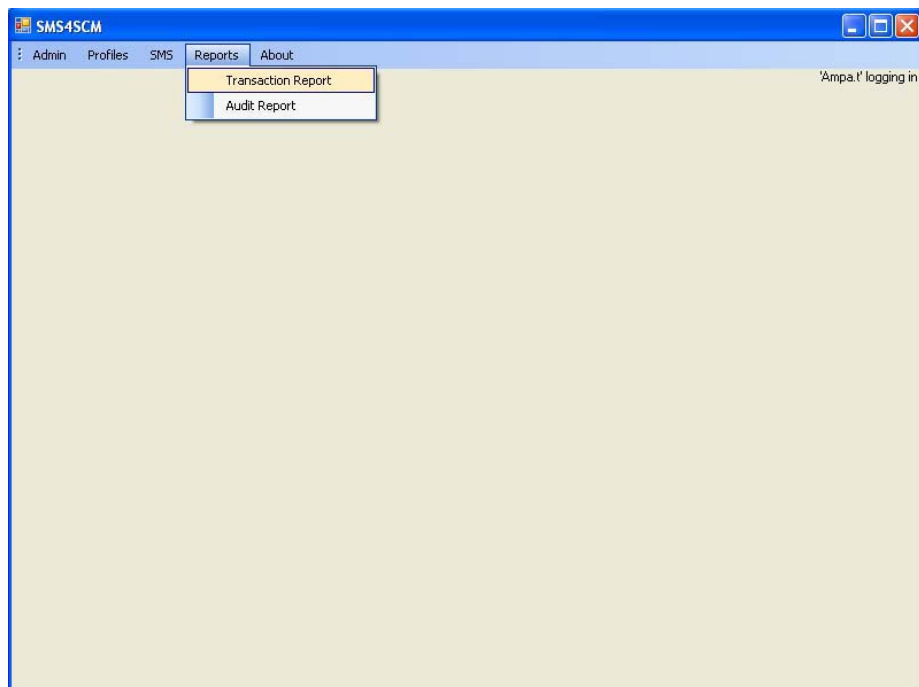 SMS4SCM
Admin Profiles SMS Reports About
Transaction Report
'Ampa.t' logging in
Audit Report